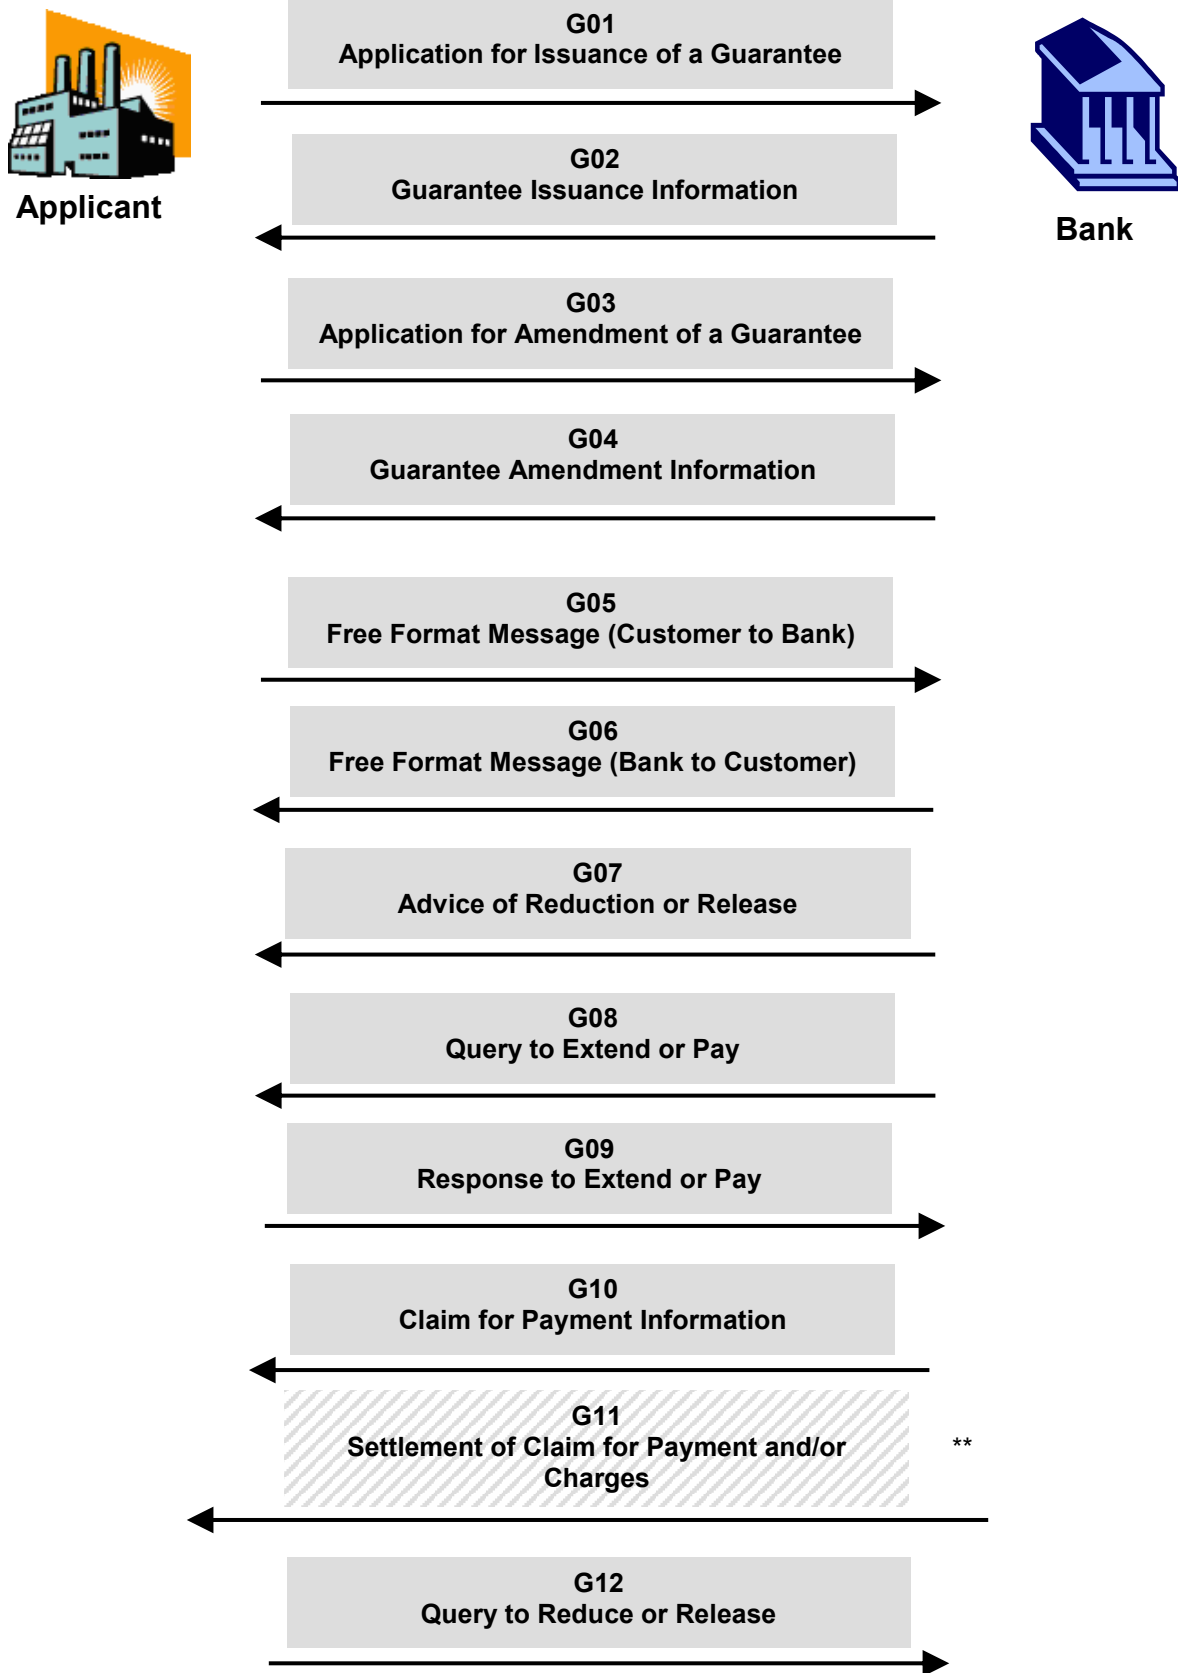 G01
Application for Issuance of a Guarantee
Applicant
G02
Guarantee Issuance Information
Bank
G03
Application for Amendment of a Guarantee
G04
Guarantee Amendment Information
G05
Free Format Message (Customer to Bank)
G06
Free Format Message (Bank to Customer)
G07
Advice of Reduction or Release
G08
Query to Extend or Pay
G09
Response to Extend or Pay
G10
Claim for Payment Information
G11
Settlement of Claim for Payment and/or
Charges
**
G12
Query to Reduce or Release